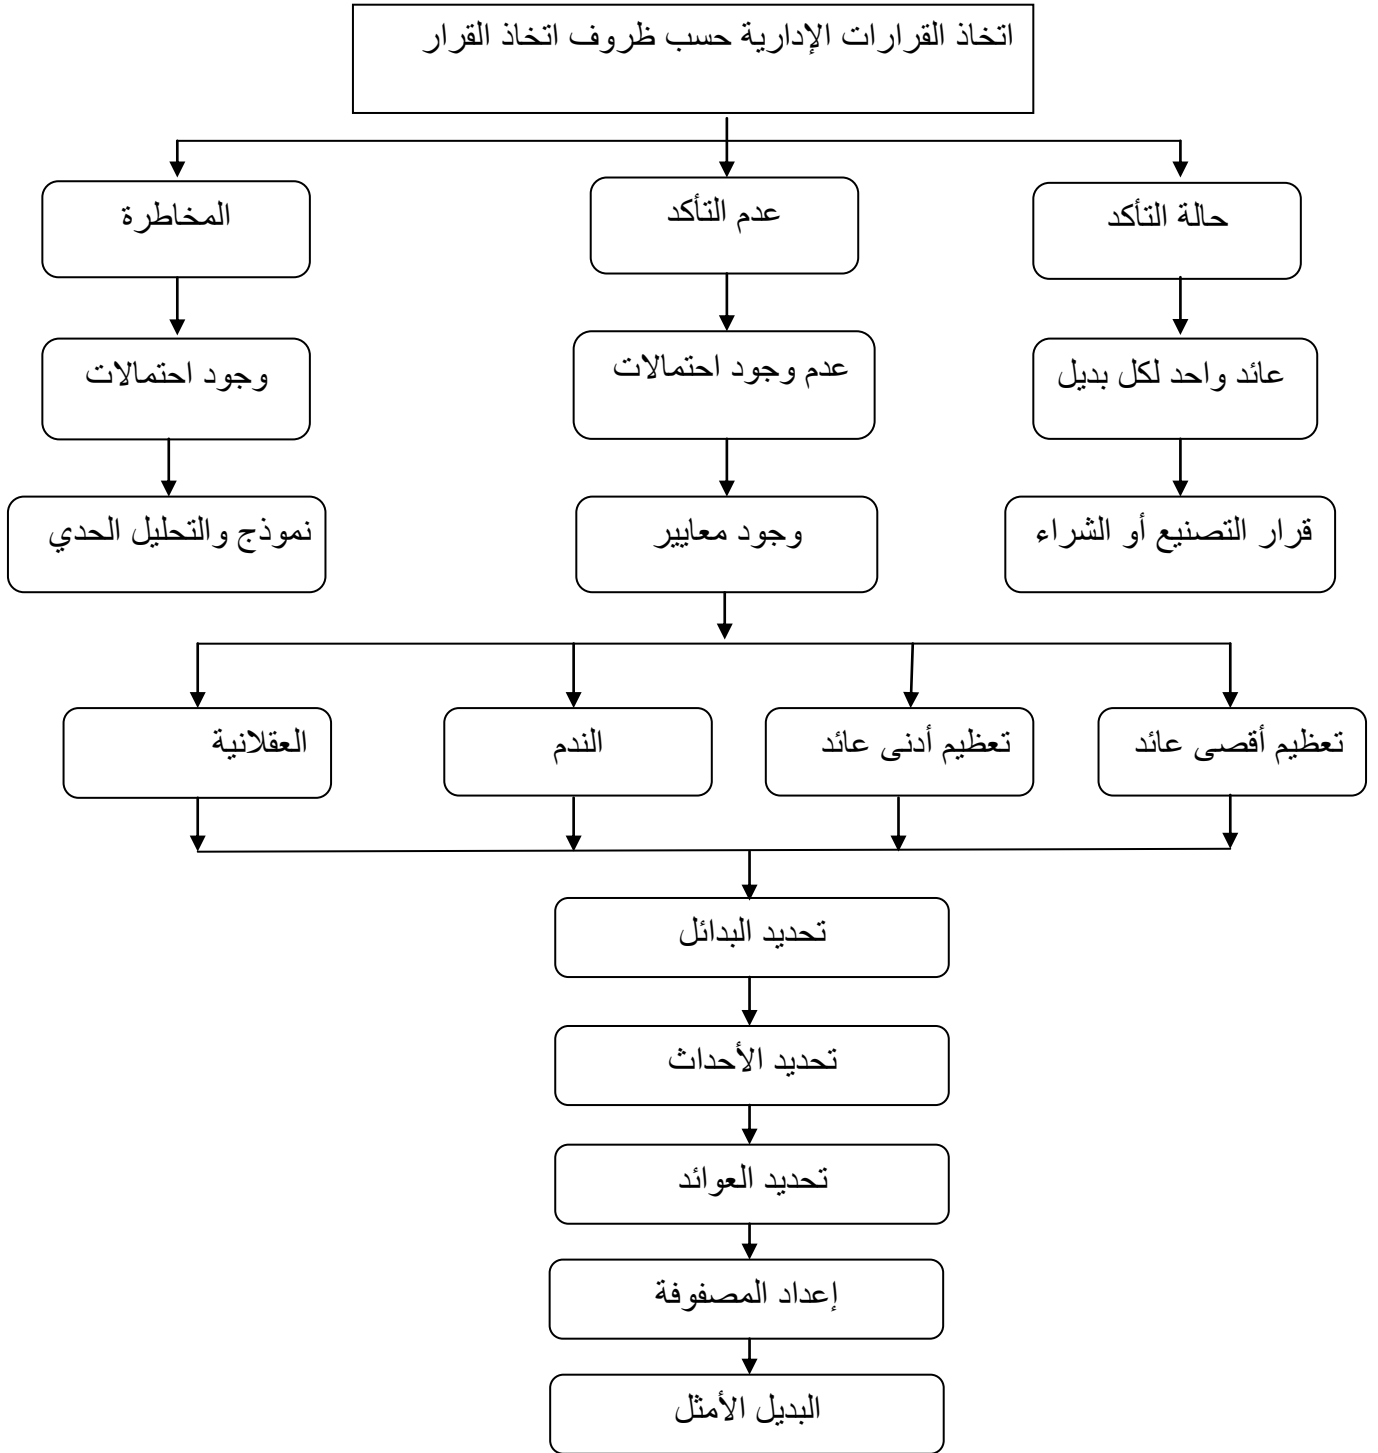 اتخاذ القرارات الإدارية حسب ظروف اتخاذ القرار
حالة التأكد
عدم التأكد
المخاطرة
عائد واحد لكل بديل
عدم وجود احتمالات
وجود احتمالات
قرار التصنيع أو الشراء
وجود معايير
نموذج والتحليل الحدي
تعظيم أقصى عائد
تعظيم أدنى عائد
الندم
العقلانية
تحديد البدائل
تحديد الأحداث
تحديد العوائد
إعداد المصفوفة
البديل الأمثل